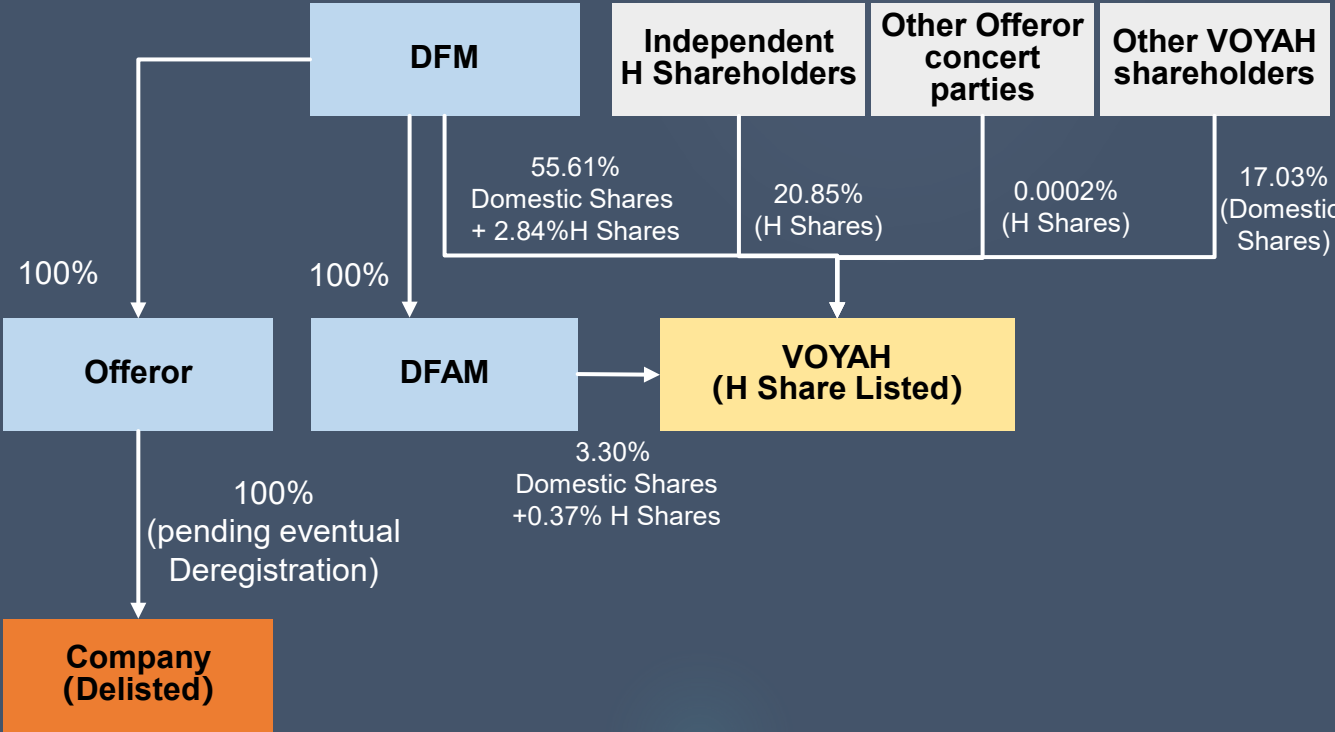 DFM
Independent
H Shareholders
Other Offeror
concert
parties
Other VOYAH
shareholders
55.61%
Domestic Shares
+ 2.84%H Shares
20.85%
(H Shares)
0.0002%
(H Shares)
17.03%
(Domestic
Shares)
100%
100%
Offeror
DFAM
VOYAH
(H Share Listed)
3.30%
Domestic Shares
+0.37% H Shares
100%
(pending eventual
Deregistration)
Company
(Delisted)